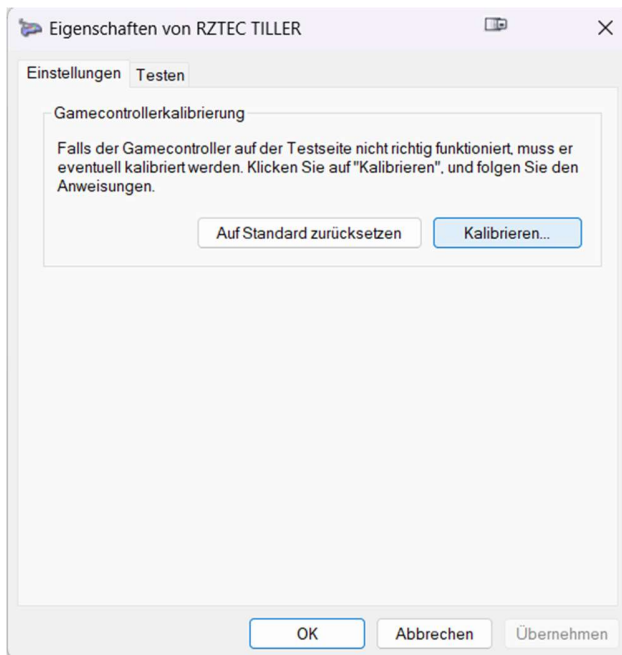 Eigenschaften von RZTEC TILLER
Einstellungen
Testen
Gamecontrollerkalibrierung
Falls der Gamecontroller auf der Testseite nicht richtig funktioniert, muss er
eventuell kalibriert werden. Klicken Sie auf "Kalibrieren", und folgen Sie den
Anweisungen.
Auf Standard zurücksetzen
Kalibrieren...
OK
Abbrechen
Übernehmen